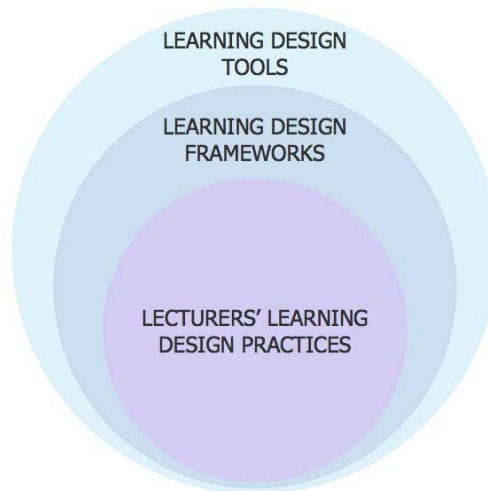 LEARNING DESIGN
TOOLS
LEARNING DESIGN
FRAMEWORKS
LECTURERS’ LEARNING
DESIGN PRACTICES